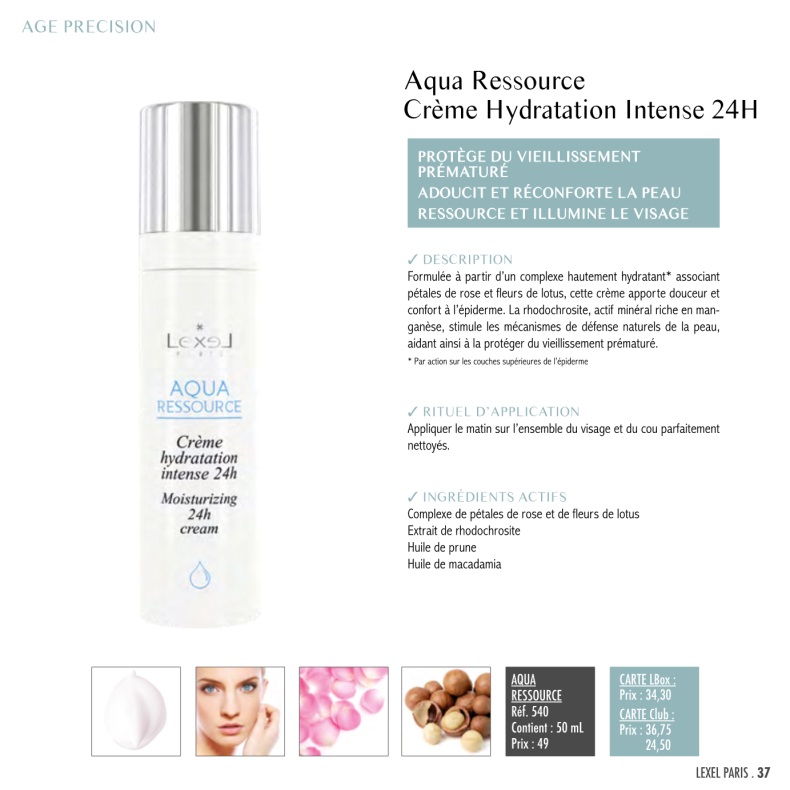 AGE PRECISION
Aqua Ressource
Crème Hydratation Intense 24H
PROTÈGE DU VIEILLISSEMENT
PRÉMATURÉ
ADOUCIT ET RÉCONFORTE LA PEAU
RESSOURCE ET ILLUMINE LE VISAGE
✓ DESCRIPTION
Formulée à partir d'un complexe hautement hydratant* associant
pétales de rose et fleurs de lotus, cette crème apporte douceur et
confort à l'épiderme. La rhodochrosite, actif minéral riche en man-
ganèse, stimule les mécanismes de défense naturels de la peau,
aidant ainsi à la protéger du vieillissement prématuré.
* Par action sur les couches supérieures de l'épiderme
✓ RITUEL D'APPLICATION
Appliquer le matin sur l'ensemble du visage et du cou parfaitement
nettoyés.
✓ INGRÉDIENTS ACTIFS
Complexe de pétales de rose et de fleurs de lotus
Extrait de rhodochrosite
Huile de prune
Huile de macadamia
Lexel
PARIS
AQUA
RESSOURCE
Crème
hydratation
intense 24h
Moisturizing
24h
cream
AQUA
RESSOURCE
Réf. 540
Contient : 50 mL
Prix : 49
CARTE LBox :
Prix : 34,30
CARTE Club :
Prix : 36,75
24,50
LEXEL PARIS . 37